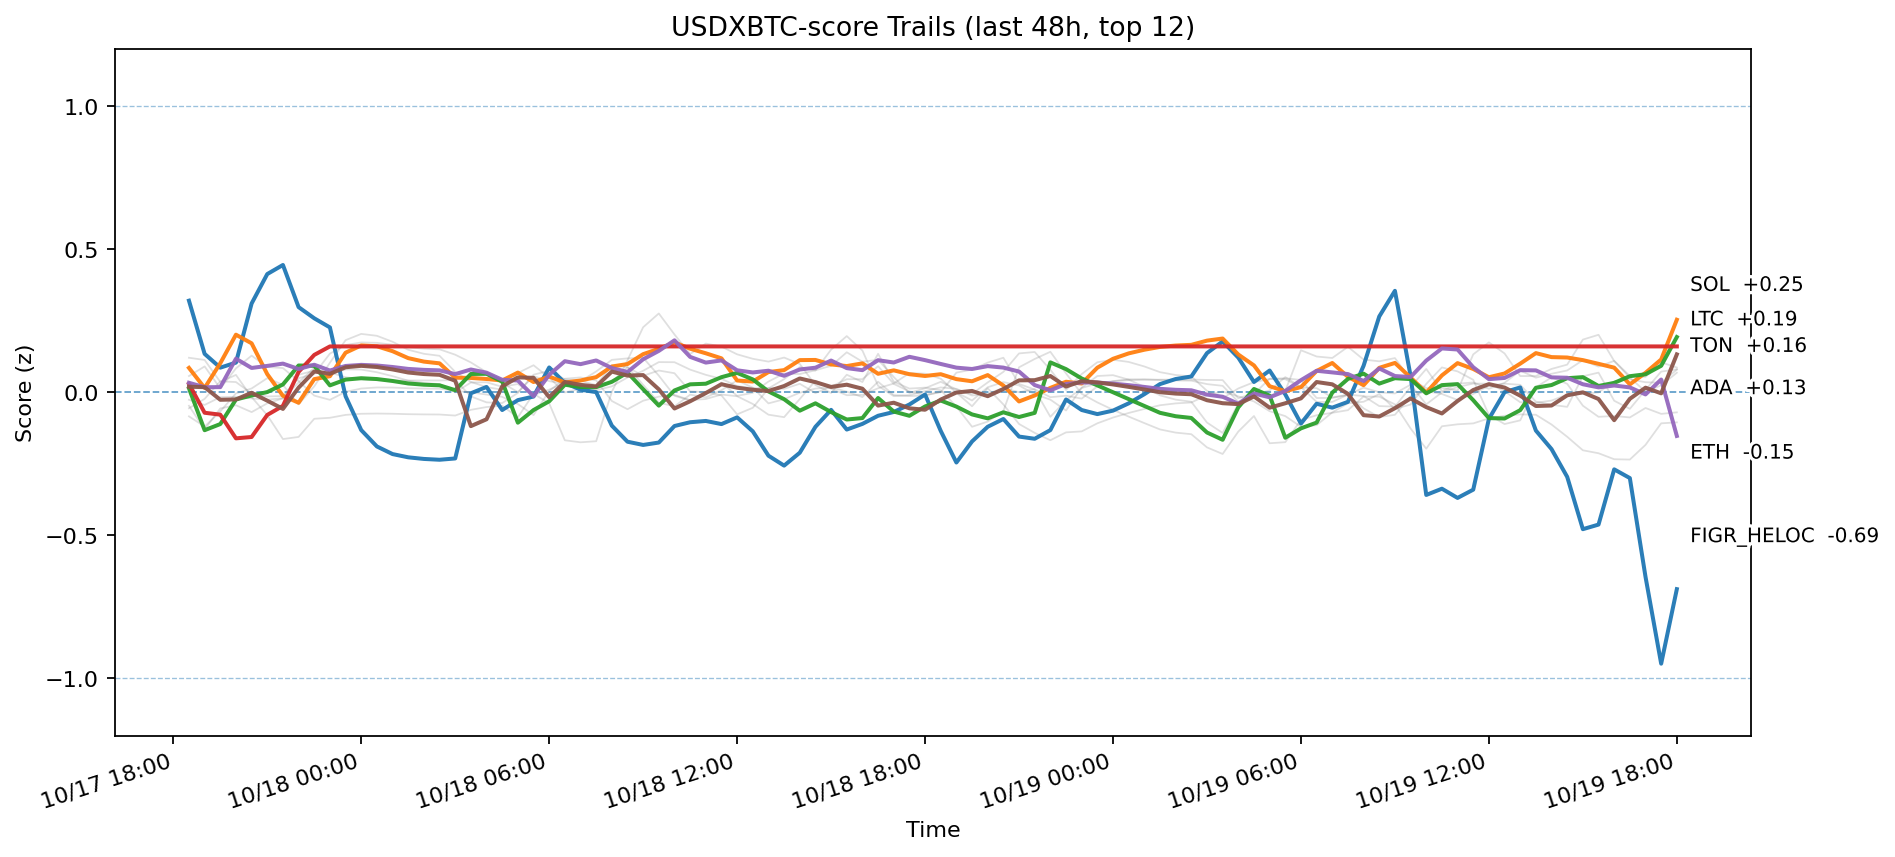 USDXBTC-score Trails (last 48h, top 12)
Score (z)
1.0
0.5
0.0
−0.5
−1.0
SOL +0.25
LTC +0.19
TON +0.16
ADA +0.13
ETH -0.15
FIGR_HELOC -0.69
10/17 18:00
10/18 00:00
10/18 06:00
10/18 12:00
10/18 18:00
10/19 00:00
10/19 06:00
10/19 12:00
10/19 18:00
Time